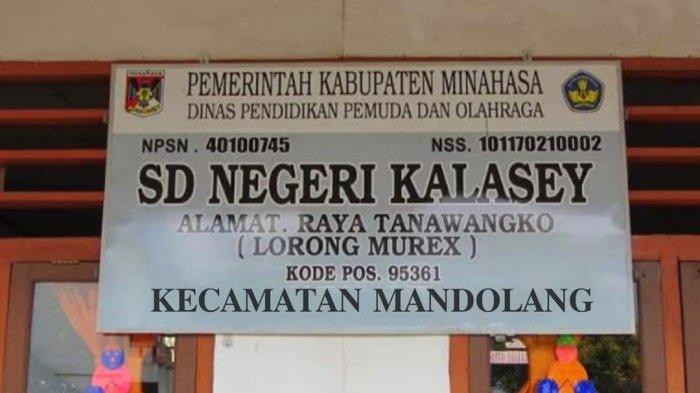 PEMERINTAH KABUPATEN MINAHASA
DINAS PENDIDIKAN PEMUDA DAN OLAHRAGA
NPSN . 40100745 NSS. 101170210002
SD NEGERI KALASEY
ALAMAT. RAYA TANAWANGKO
( LORONG MUREX )
KODE POS. 95361
KECAMATAN MANDOLANG